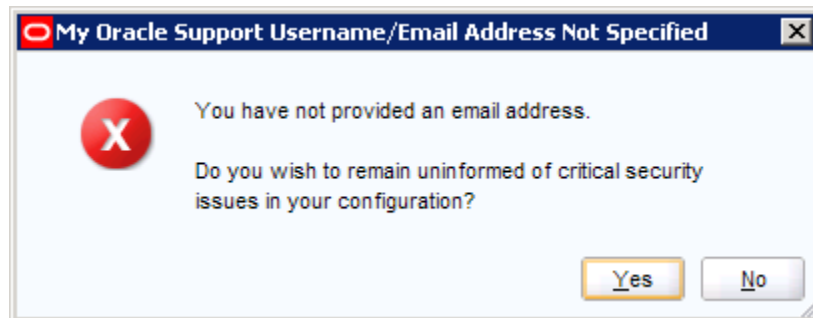 My Oracle Support Username/Email Address Not Specified
You have not provided an email address.
Do you wish to remain uninformed of critical security
issues in your configuration?
Yes No